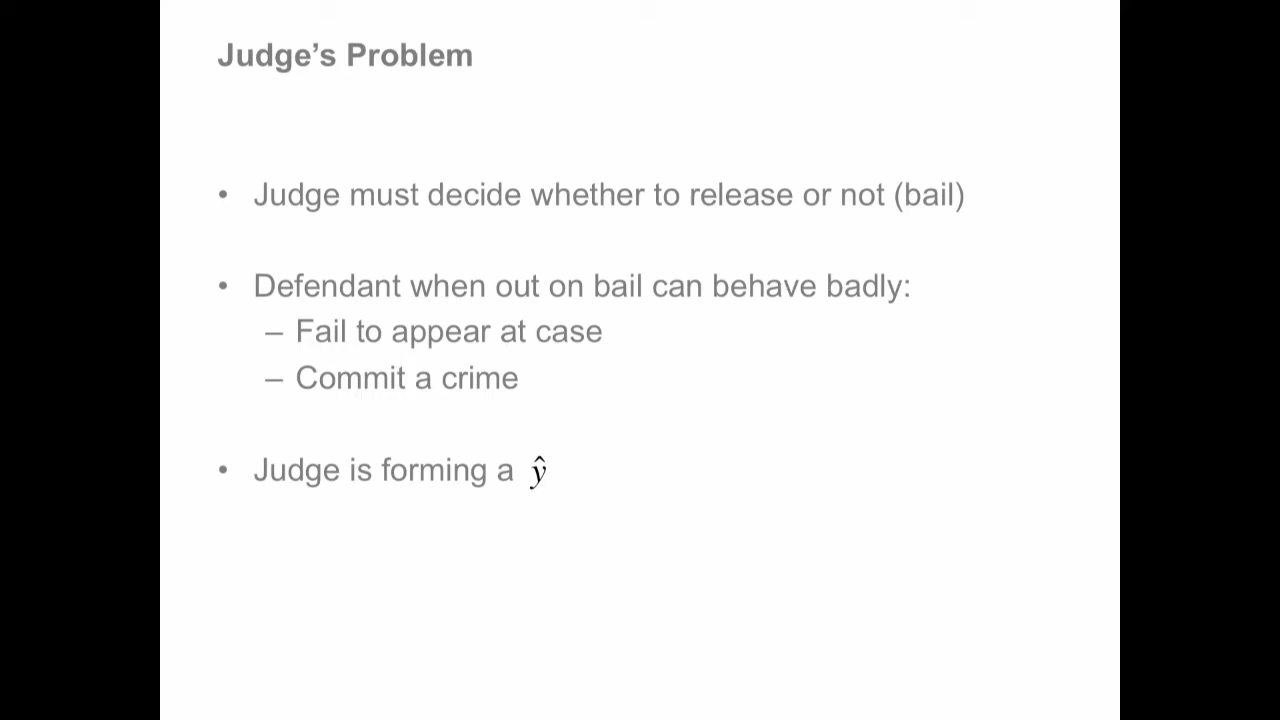 Judge’s Problem
• Judge must decide whether to release or not (bail)
• Defendant when out on bail can behave badly:
– Fail to appear at case
– Commit a crime
• Judge is forming a ŷ